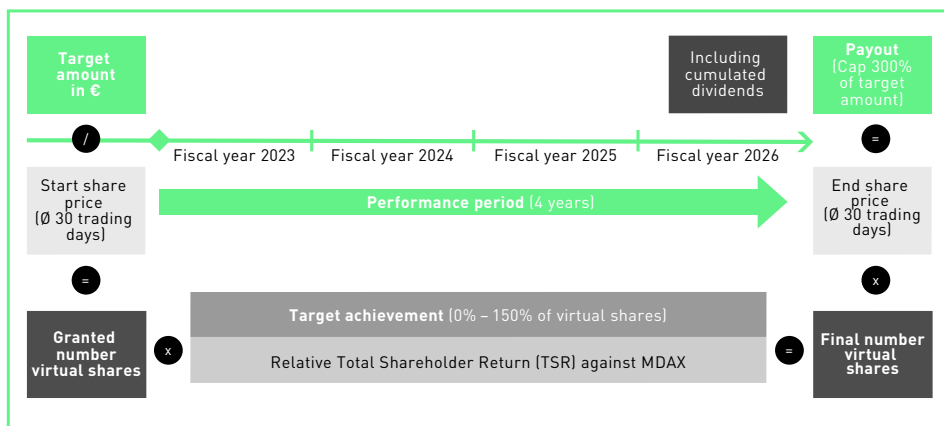 Target
amount
in €
Including
cumulated
dividends
Payout
(Cap 300%
of target
amount)
/
=
Fiscal year 2023
Fiscal year 2024
Fiscal year 2025
Fiscal year 2026
Start share
price
(Ø 30 trading
days)
Performance period (4 years)
End share
price
(Ø 30 trading
days)
=
x
Target achievement (0% – 150% of virtual shares)
Granted
number
virtual shares
x
Relative Total Shareholder Return (TSR) against MDAX
=
Final number
virtual
shares